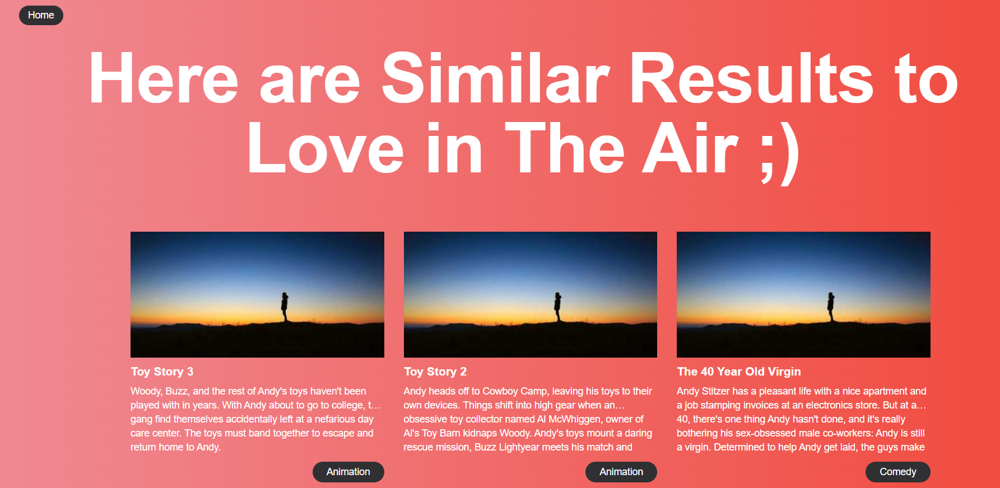 Home
Here are Similar Results to
Love in The Air ;)
Toy Story 3
Woody, Buzz, and the rest of Andy's toys haven't been
played with in years. With Andy about to go to college, t…
gang find themselves accidentally left at a nefarious day
care center. The toys must band together to escape and
return home to Andy.
Animation
Toy Story 2
Andy heads off to Cowboy Camp, leaving his toys to their
own devices. Things shift into high gear when an…
obsessive toy collector named Al McWhiggen, owner of
Al's Toy Barn kidnaps Woody. Andy's toys mount a daring
rescue mission, Buzz Lightyear meets his match and
Animation
The 40 Year Old Virgin
Andy Stitzer has a pleasant life with a nice apartment and
a job stamping invoices at an electronics store. But at a…
40, there's one thing Andy hasn't done, and it's really
bothering his sex-obsessed male co-workers: Andy is still
a virgin. Determined to help Andy get laid, the guys make
Comedy